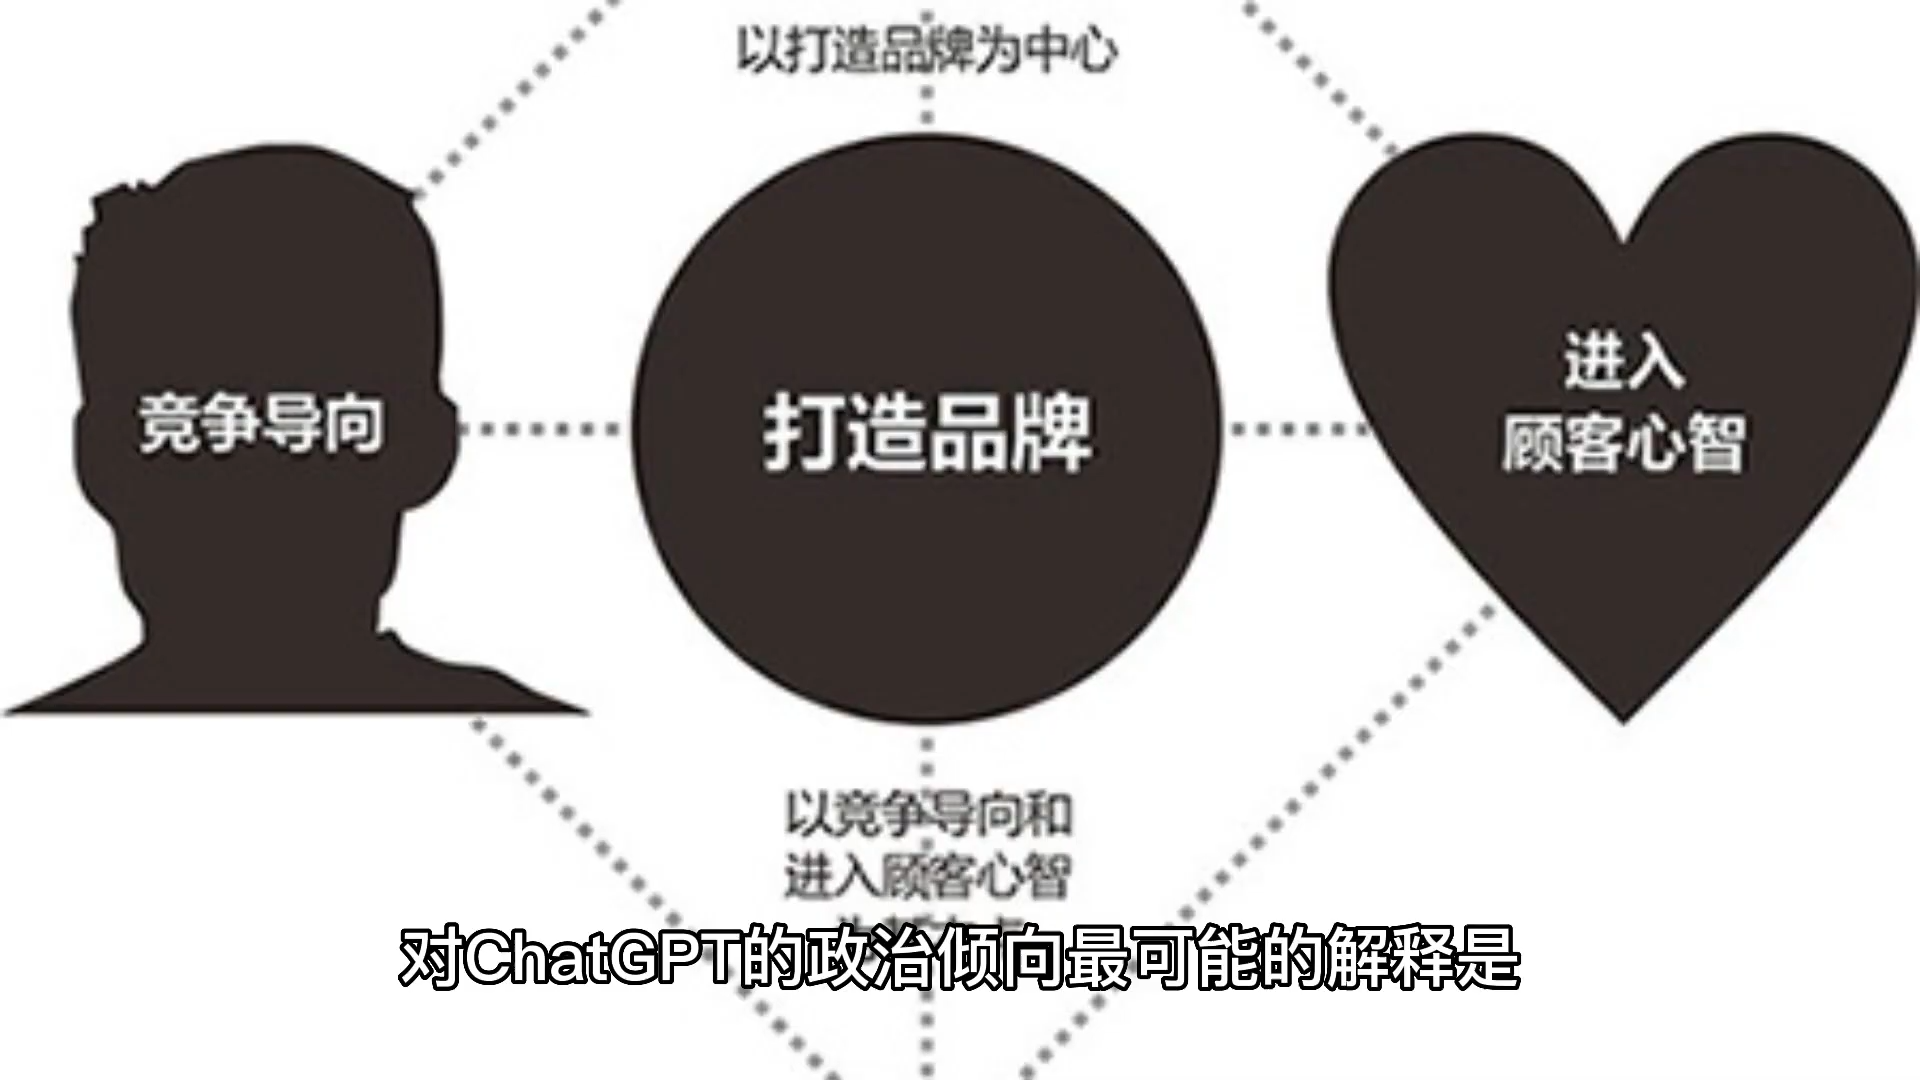 以打造品牌为中心
竞争导向
打造品牌
进入
顾客心智
以竞争导向和
进入顾客心智
对ChatGPT的政治倾向最可能的解释是